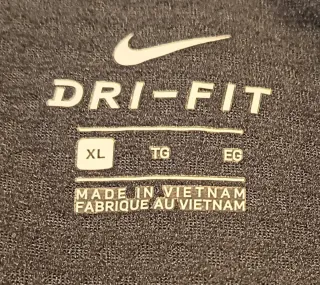 DRI-FIT
XL TG EG
MADE IN VIETNAM
FABRIQUE AU VIETNAM